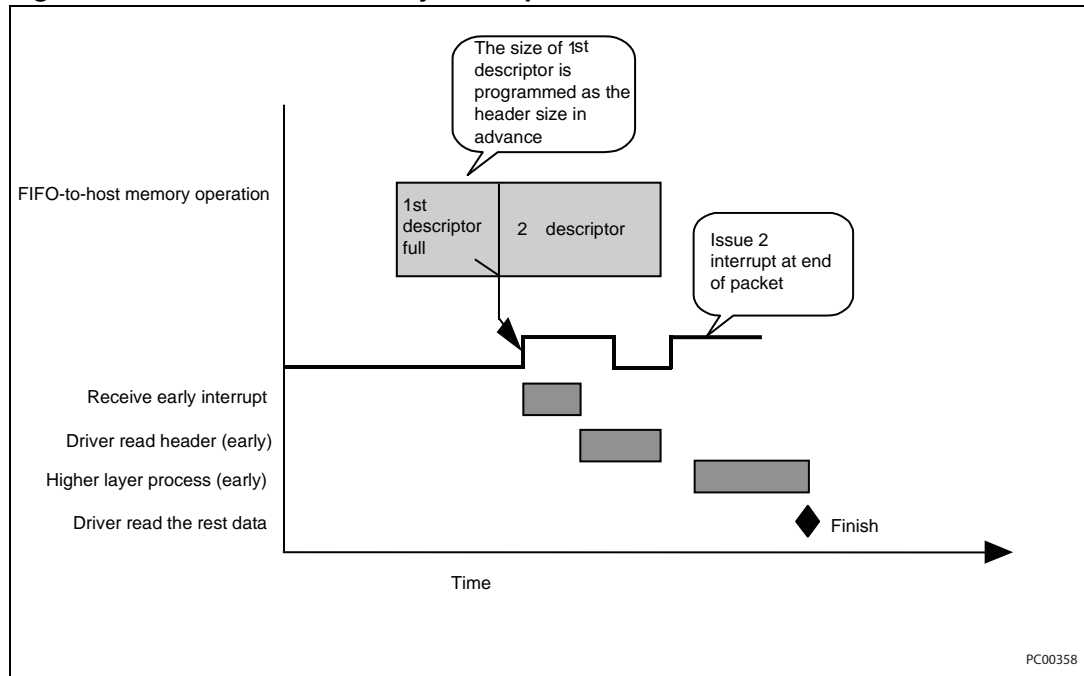 The size of 1st
descriptor is
programmed as the
header size in
advance
FIFO-to-host memory operation
1st
descriptor
full
2 descriptor
Issue 2
interrupt at end
of packet
Receive early interrupt
Driver read header (early)
Higher layer process (early)
Driver read the rest data
Finish
Time
PC00358